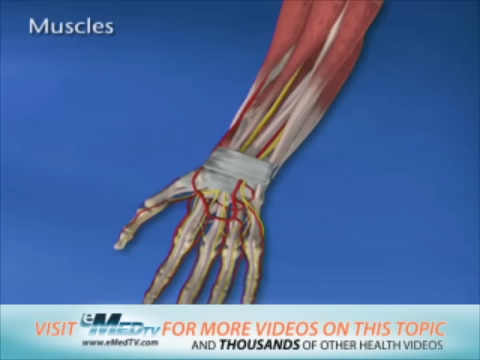 Muscles
VISIT eMEDTV FOR MORE VIDEOS ON THIS TOPIC
www.eMedTV.com AND THOUSANDS OF OTHER HEALTH VIDEOS